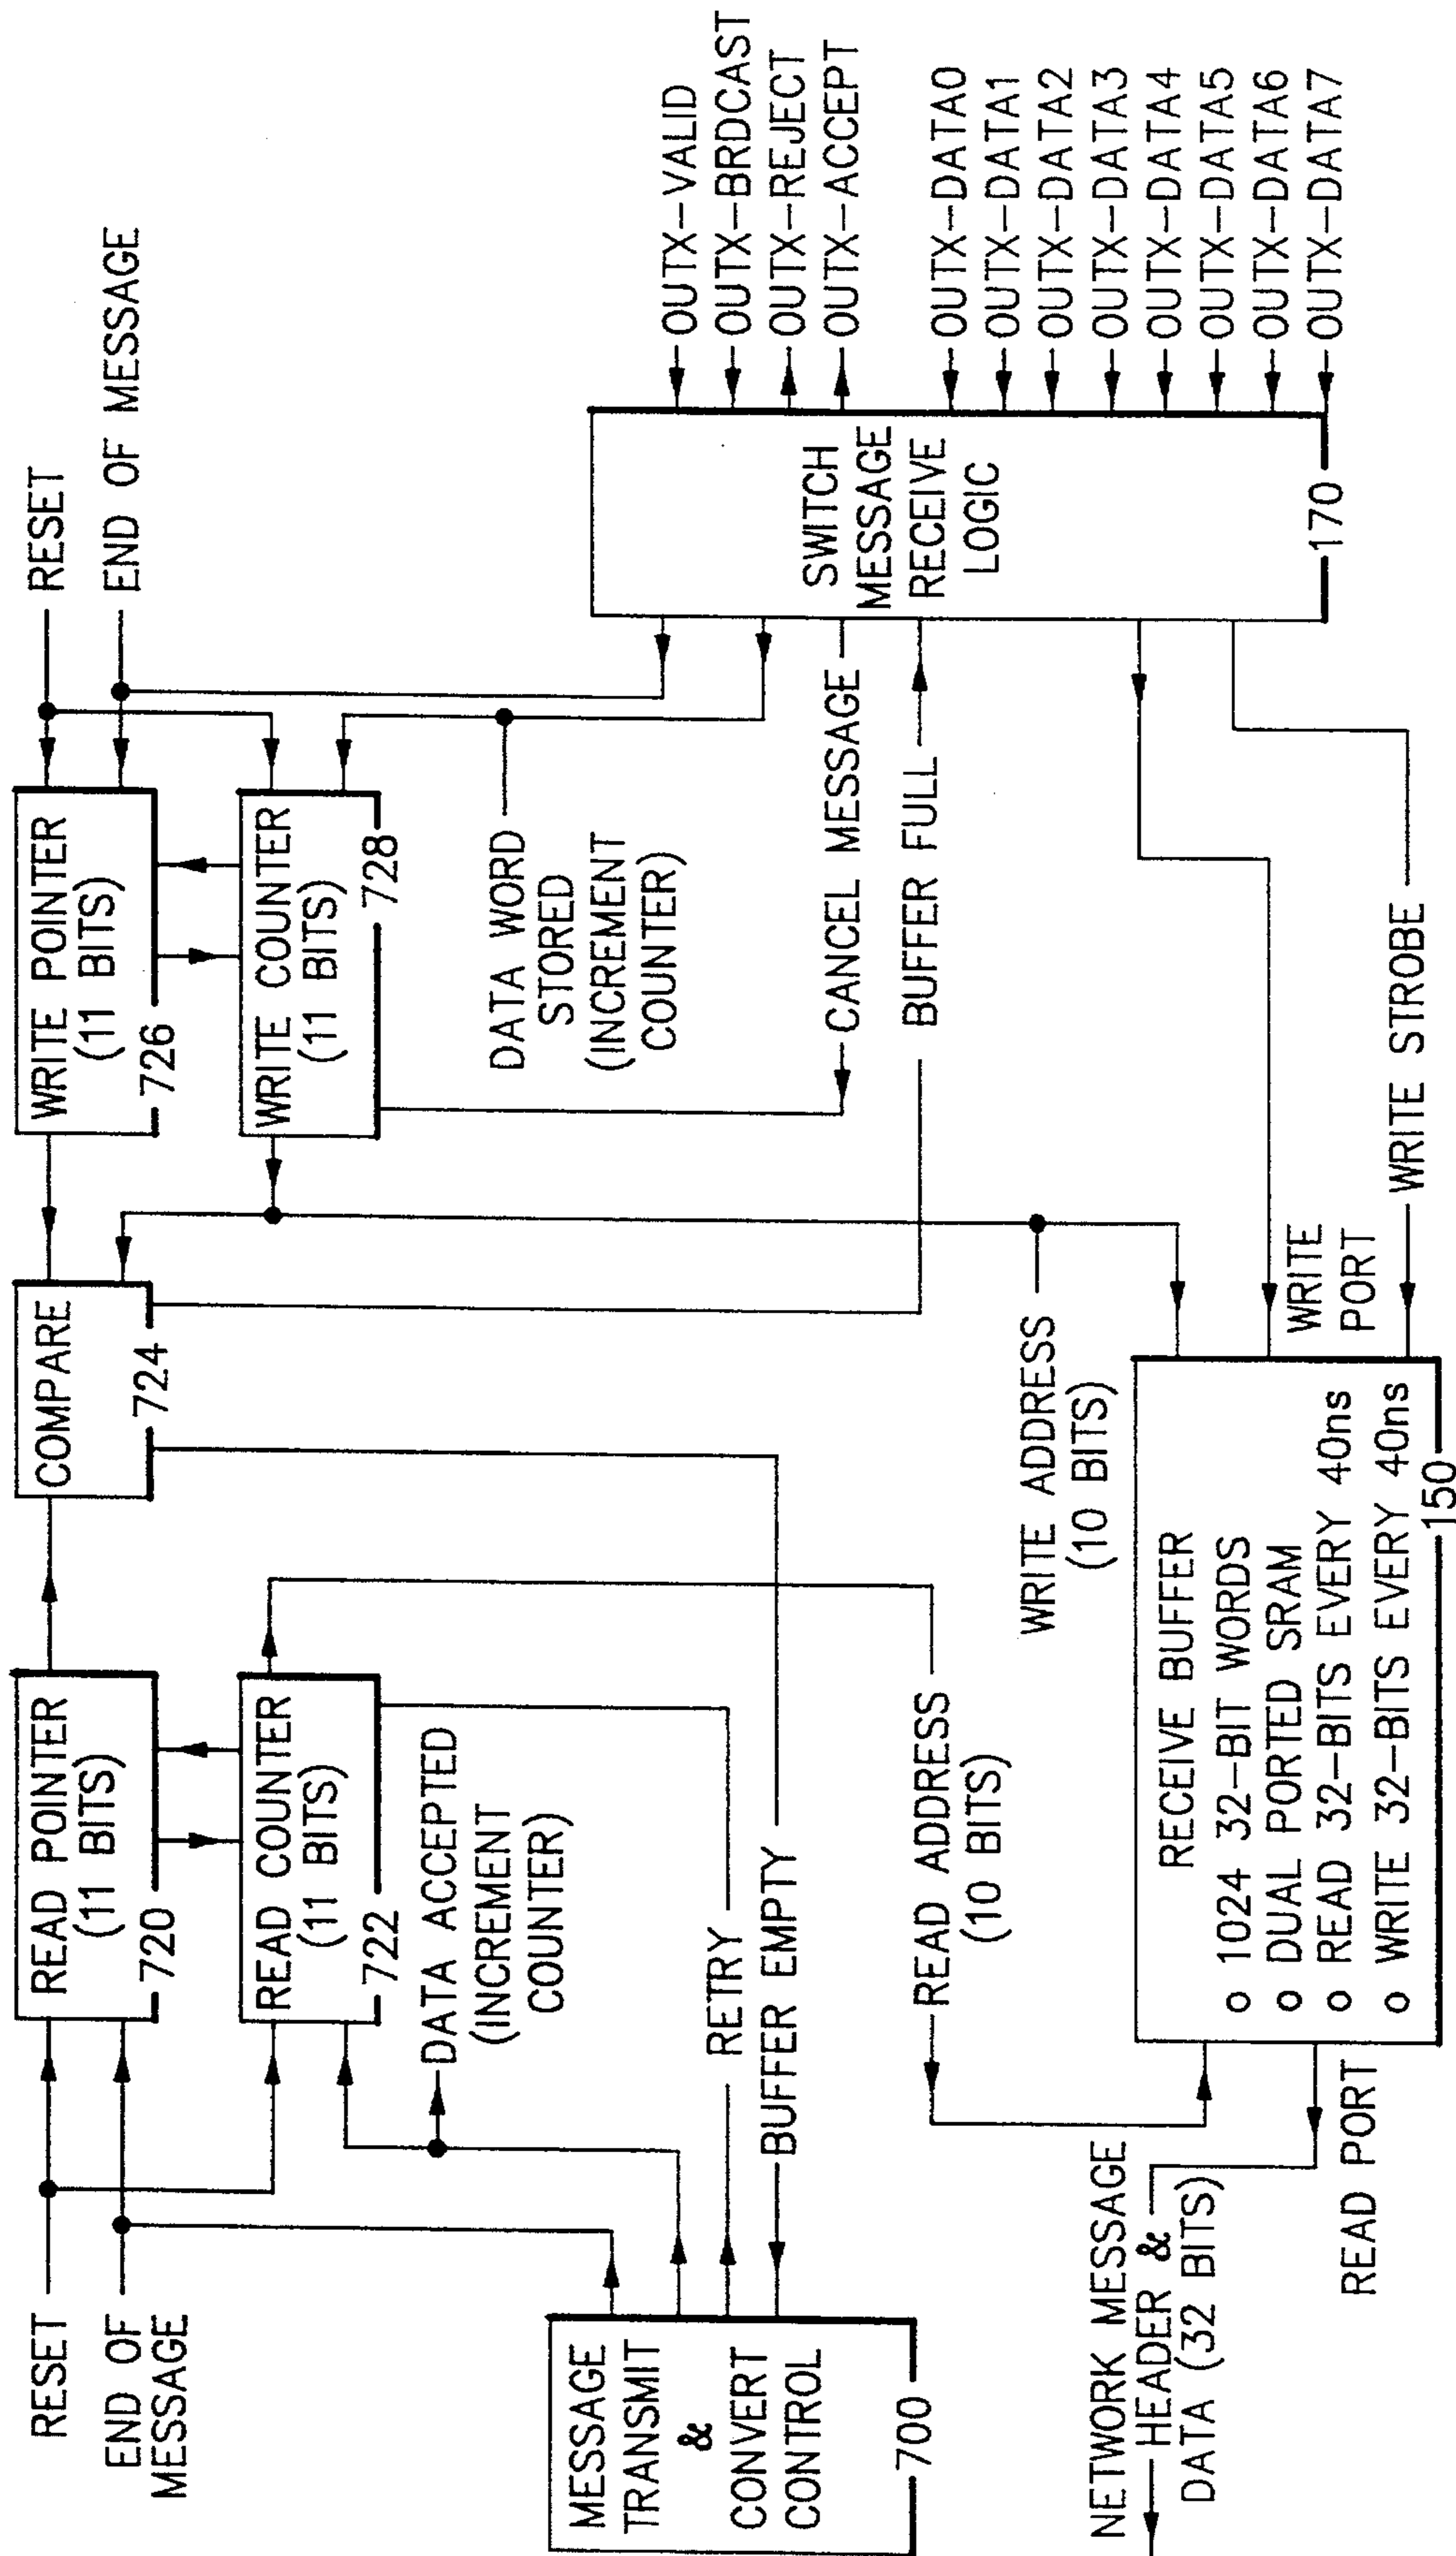 RESET
END OF
MESSAGE
READ POINTER
(11 BITS)
720
READ COUNTER
(11 BITS)
722
COMPARE
724
WRITE POINTER
(11 BITS)
726
WRITE COUNTER
(11 BITS)
728
RESET
END OF MESSAGE
DATA ACCEPTED
(INCREMENT
COUNTER)
DATA WORD
STORED
(INCREMENT
COUNTER)
MESSAGE
TRANSMIT
&
CONVERT
CONTROL
700
RETRY
BUFFER EMPTY
CANCEL MESSAGE
BUFFER FULL
SWITCH
MESSAGE
RECEIVE
LOGIC
170
OUTX-VALID
OUTX-BRDCAST
OUTX-REJECT
OUTX-ACCEPT
OUTX-DATA0
OUTX-DATA1
OUTX-DATA2
OUTX-DATA3
OUTX-DATA4
OUTX-DATA5
OUTX-DATA6
OUTX-DATA7
READ ADDRESS
(10 BITS)
WRITE ADDRESS
(10 BITS)
NETWORK MESSAGE
HEADER &
DATA (32 BITS)
READ PORT
RECEIVE BUFFER
o 1024 32-BIT WORDS
o DUAL PORTED SRAM
o READ 32-BITS EVERY 40ns
o WRITE 32-BITS EVERY 40ns
150
WRITE
PORT
WRITE STROBE